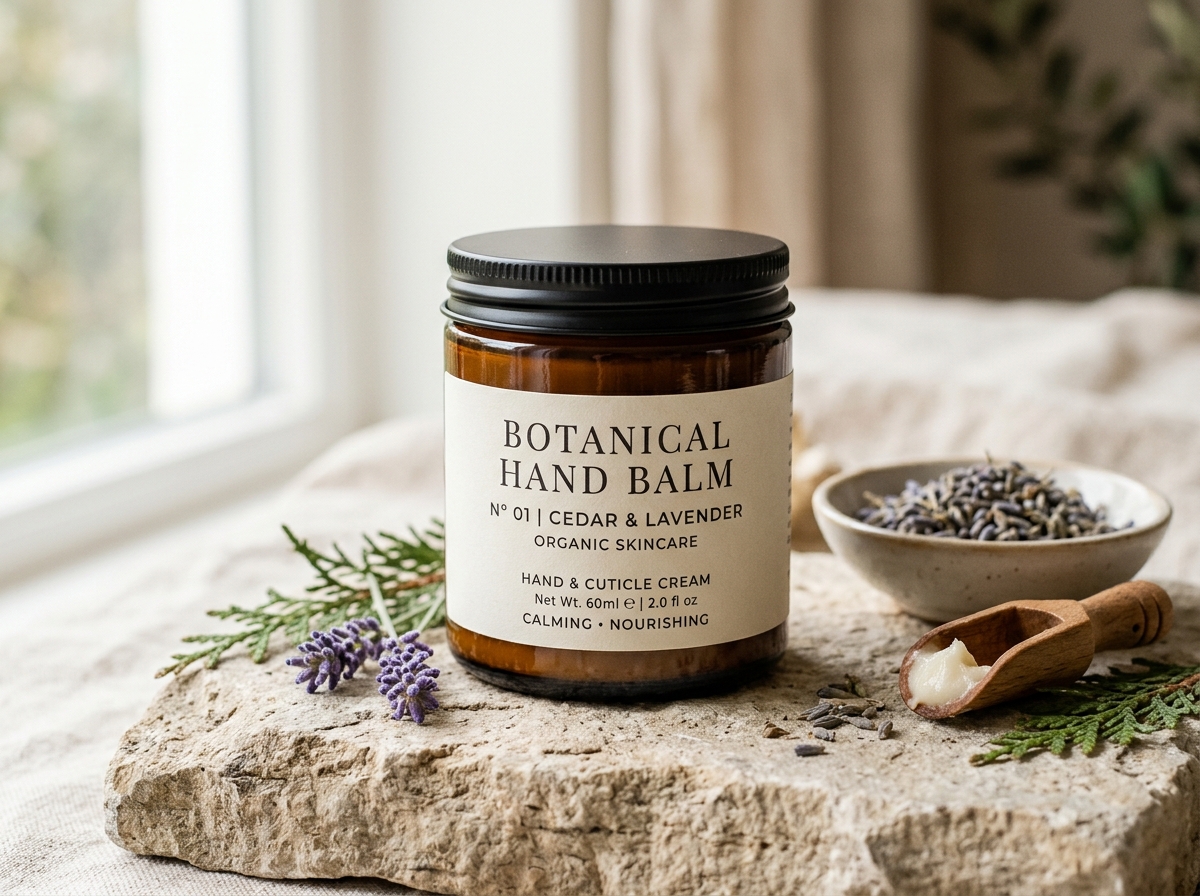 BOTANICAL
HAND BALM
Nº 01 | CEDAR & LAVENDER
ORGANIC SKINCARE
HAND & CUTICLE CREAM
Net Wt. 60ml ℮ | 2.0 fl oz
CALMING • NOURISHING